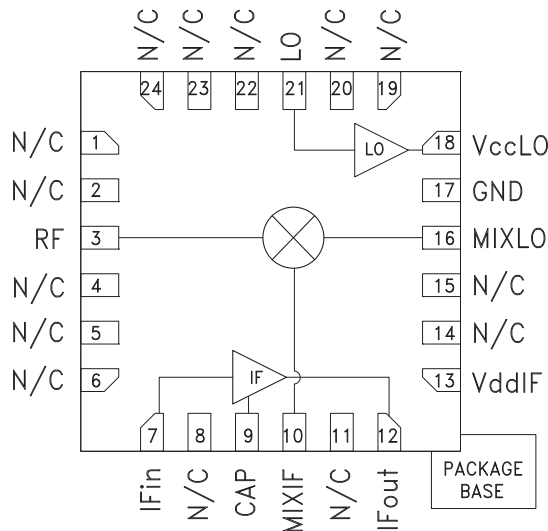 N/C N/C N/C LO N/C N/C
24 23 22 21 20 19
N/C 1
N/C 2
RF 3
N/C 4
N/C 5
N/C 6
LO
18 VccLO
17 GND
16 MIXLO
15 N/C
14 N/C
13 VddIF
IF
7 8 9 10 11 12
IFin N/C CAP MIXIF N/C IFout
PACKAGE
BASE